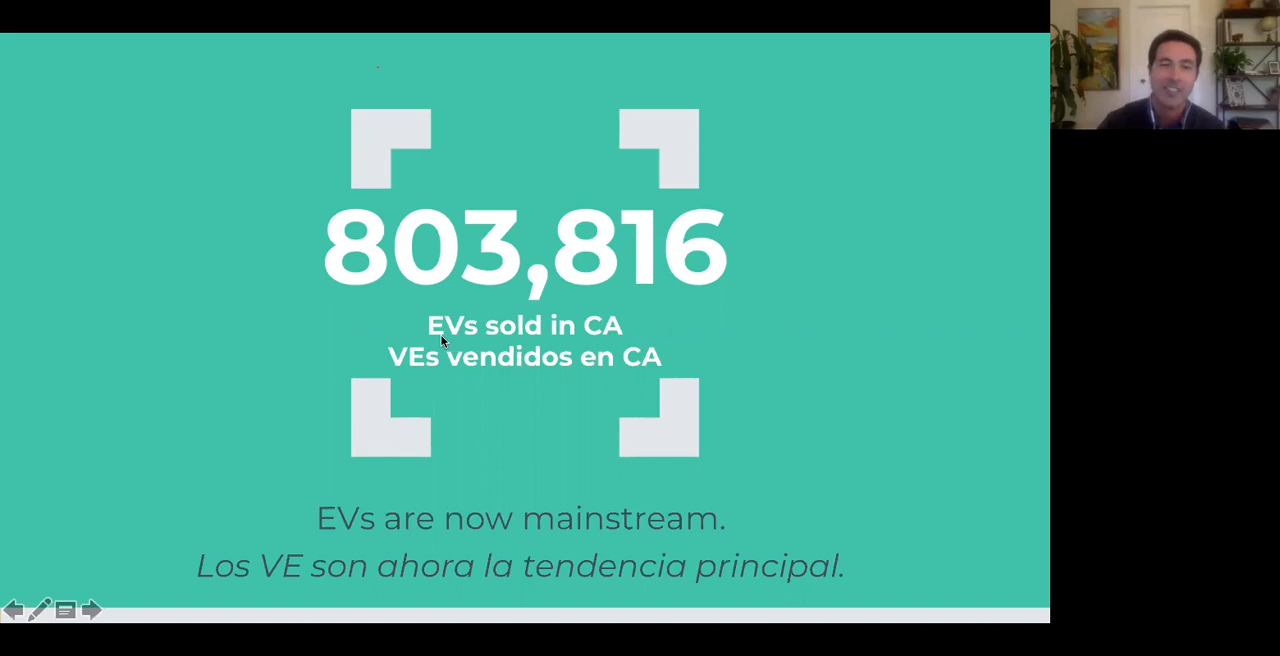 803,816
EVs sold in CA
VEs vendidos en CA
EVs are now mainstream.
Los VE son ahora la tendencia principal.